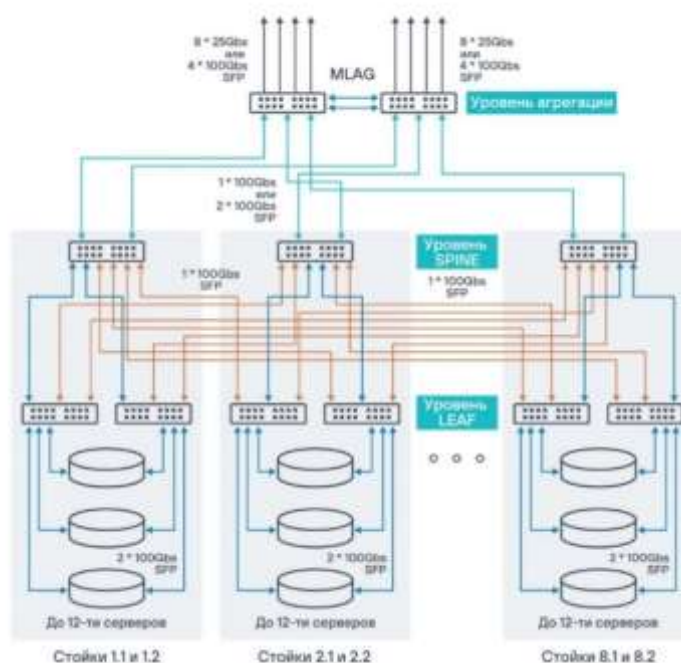 8 * 25Gbs
или
4 * 100Gbs
SFP
MLAG
8 * 25Gbs
или
4 * 100Gbs
SFP
Уровень агрегации
1 * 100Gbs
или
2 * 100Gbs
SFP
Уровень
SPINE
1 * 100Gbs
SFP
1 * 100Gbs
SFP
Уровень
LEAF
2 * 100Gbs
SFP
2 * 100Gbs
SFP
2 * 100Gbs
SFP
До 12-ти серверов
До 12-ти серверов
До 12-ти серверов
Стойки 1.1 и 1.2
Стойки 2.1 и 2.2
Стойки 8.1 и 8.2